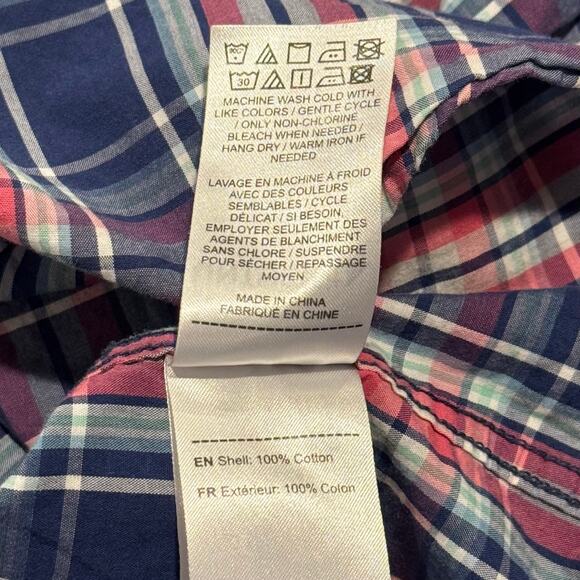 30
MACHINE WASH COLD WITH
LIKE COLORS / GENTLE CYCLE
/ ONLY NON-CHLORINE
BLEACH WHEN NEEDED /
HANG DRY / WARM IRON IF
NEEDED
LAVAGE EN MACHINE À FROID
AVEC DES COULEURS
SEMBLABLES / CYCLE
DÉLICAT / SI BESOIN,
EMPLOYER SEULEMENT DES
AGENTS DE BLANCHIMENT
SANS CHLORE / SUSPENDRE
POUR SÉCHER / REPASSAGE
MOYEN
MADE IN CHINA
FABRIQUÉ EN CHINE
EN Shell: 100% Cotton
FR Extérieur: 100% Coton